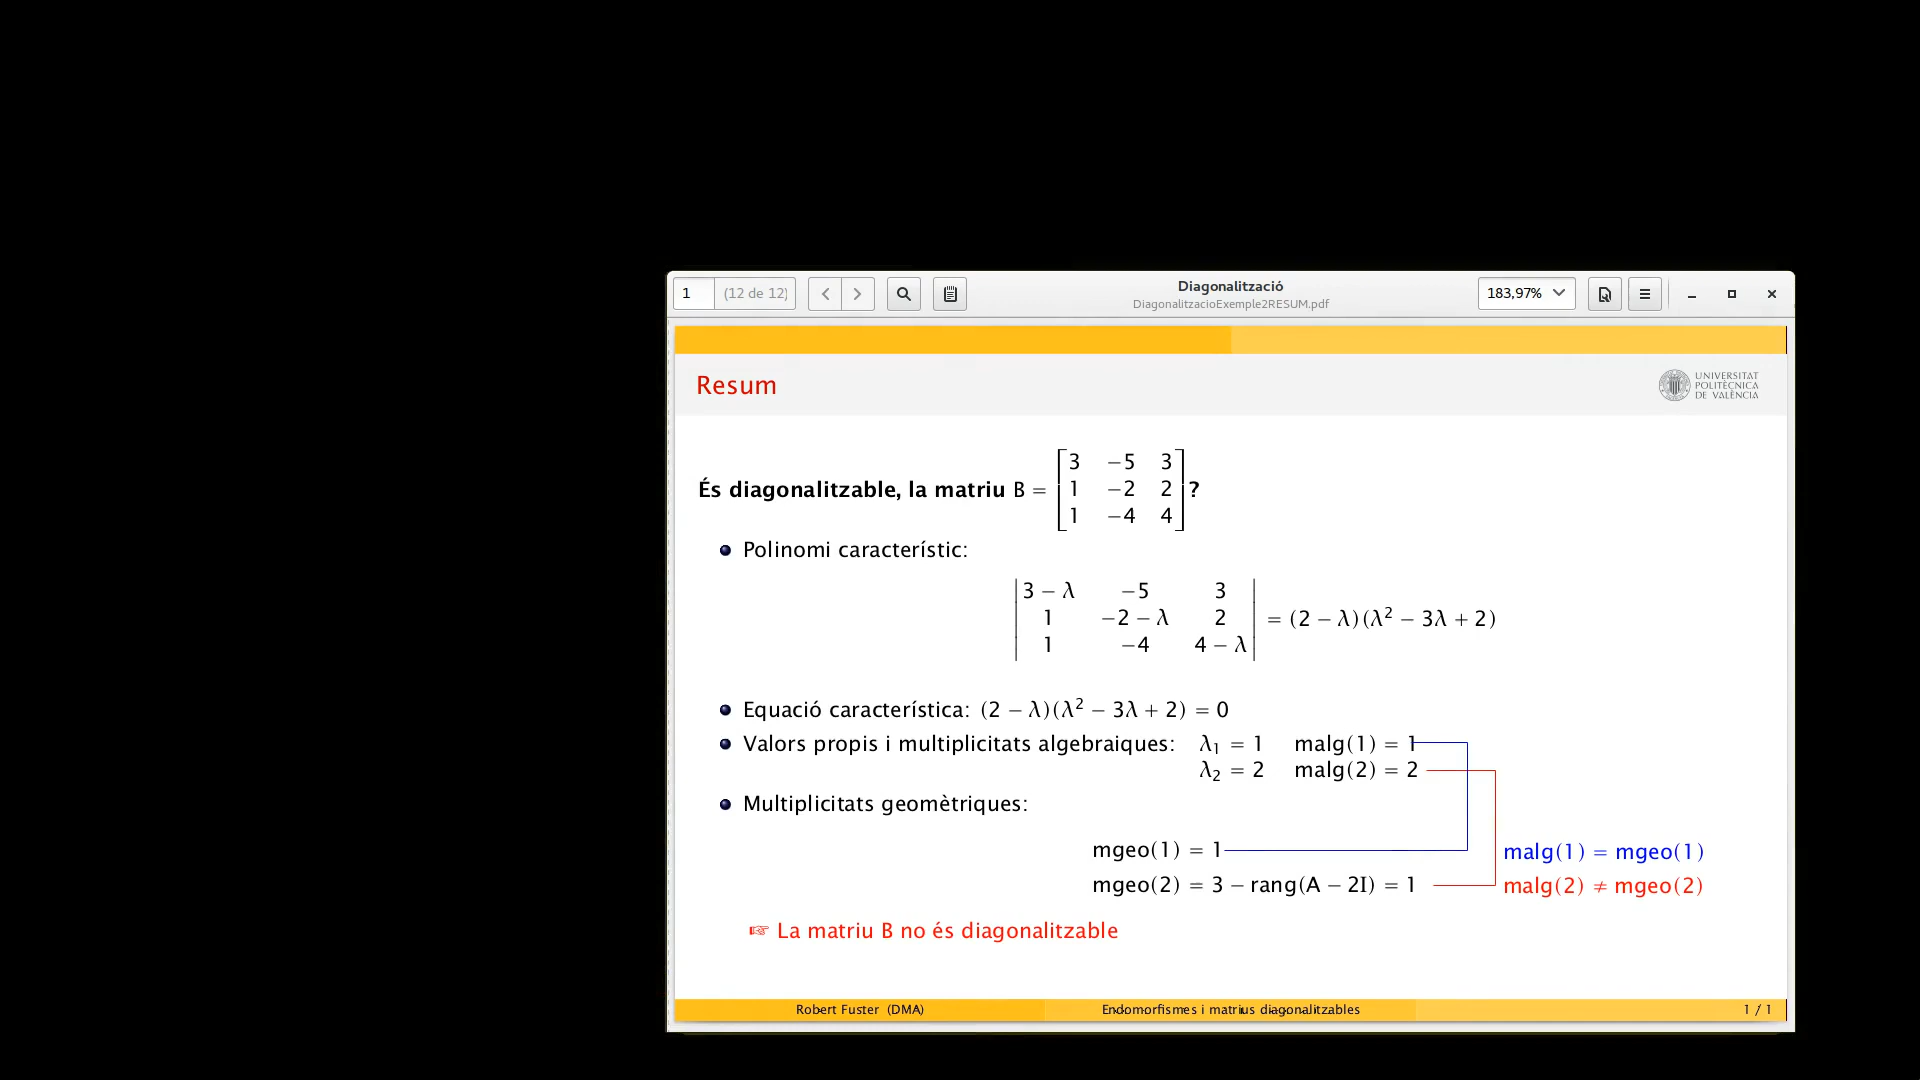 1 (12 de 12)
Diagonalització
DiagonalitzacioExemple2RESUM.pdf
183,97%
Resum
UNIVERSITAT
POLITÈCNICA
DE VALÈNCIA
És diagonalitzable, la matriu B = [3 −5 3
1 −2 2
1 −4 4] ?
Polinomi característic:
|3 − λ −5 3
1 −2 − λ 2
1 −4 4 − λ| = (2 − λ)(λ² − 3λ + 2)
Equació característica: (2 − λ)(λ² − 3λ + 2) = 0
Valors propis i multiplicitats algebraiques: λ₁ = 1 malg(1) = 1
λ₂ = 2 malg(2) = 2
Multiplicitats geomètriques:
mgeo(1) = 1 malg(1) = mgeo(1)
mgeo(2) = 3 − rang(A − 2I) = 1 malg(2) ≠ mgeo(2)
☞ La matriu B no és diagonalitzable
Robert Fuster (DMA) Endomorfismes i matrius diagonalitzables 1 / 1